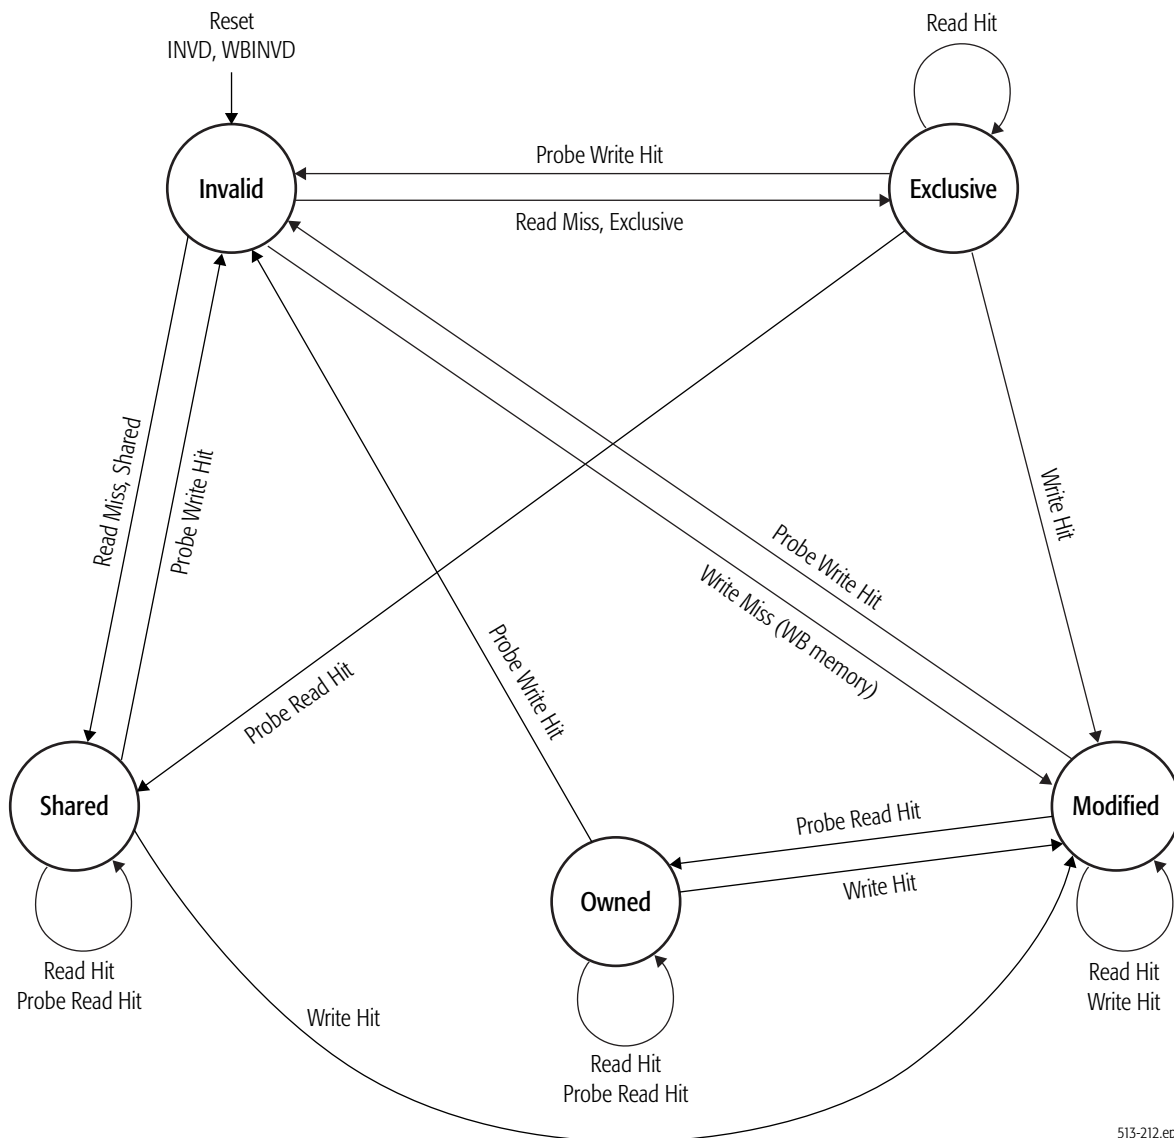 Reset
INVD, WBINVD
Read Hit
Invalid
Probe Write Hit
Exclusive
Read Miss, Exclusive
Read Miss, Shared
Probe Write Hit
Write Hit
Probe Write Hit
Write Miss (WB memory)
Probe Write Hit
Probe Read Hit
Shared
Modified
Probe Read Hit
Write Hit
Owned
Read Hit
Probe Read Hit
Read Hit
Write Hit
Write Hit
Read Hit
Probe Read Hit